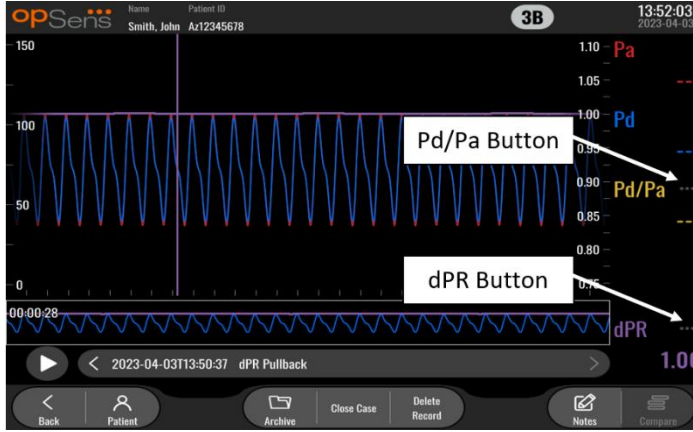 opSens
Name Patient ID
Smith, John Az12345678
3B
13:52:03
2023-04-03
150
100
50
0
1.10
1.05
1.00
0.95
0.90
0.85
0.80
0.75
Pa
--
Pd
--
Pd/Pa
--
dPR
1.00
Pd/Pa Button
dPR Button
00:00:28
2023-04-03T13:50:37 dPR Pullback
Back
Patient
Archive
Close Case
Delete
Record
Notes
Compare